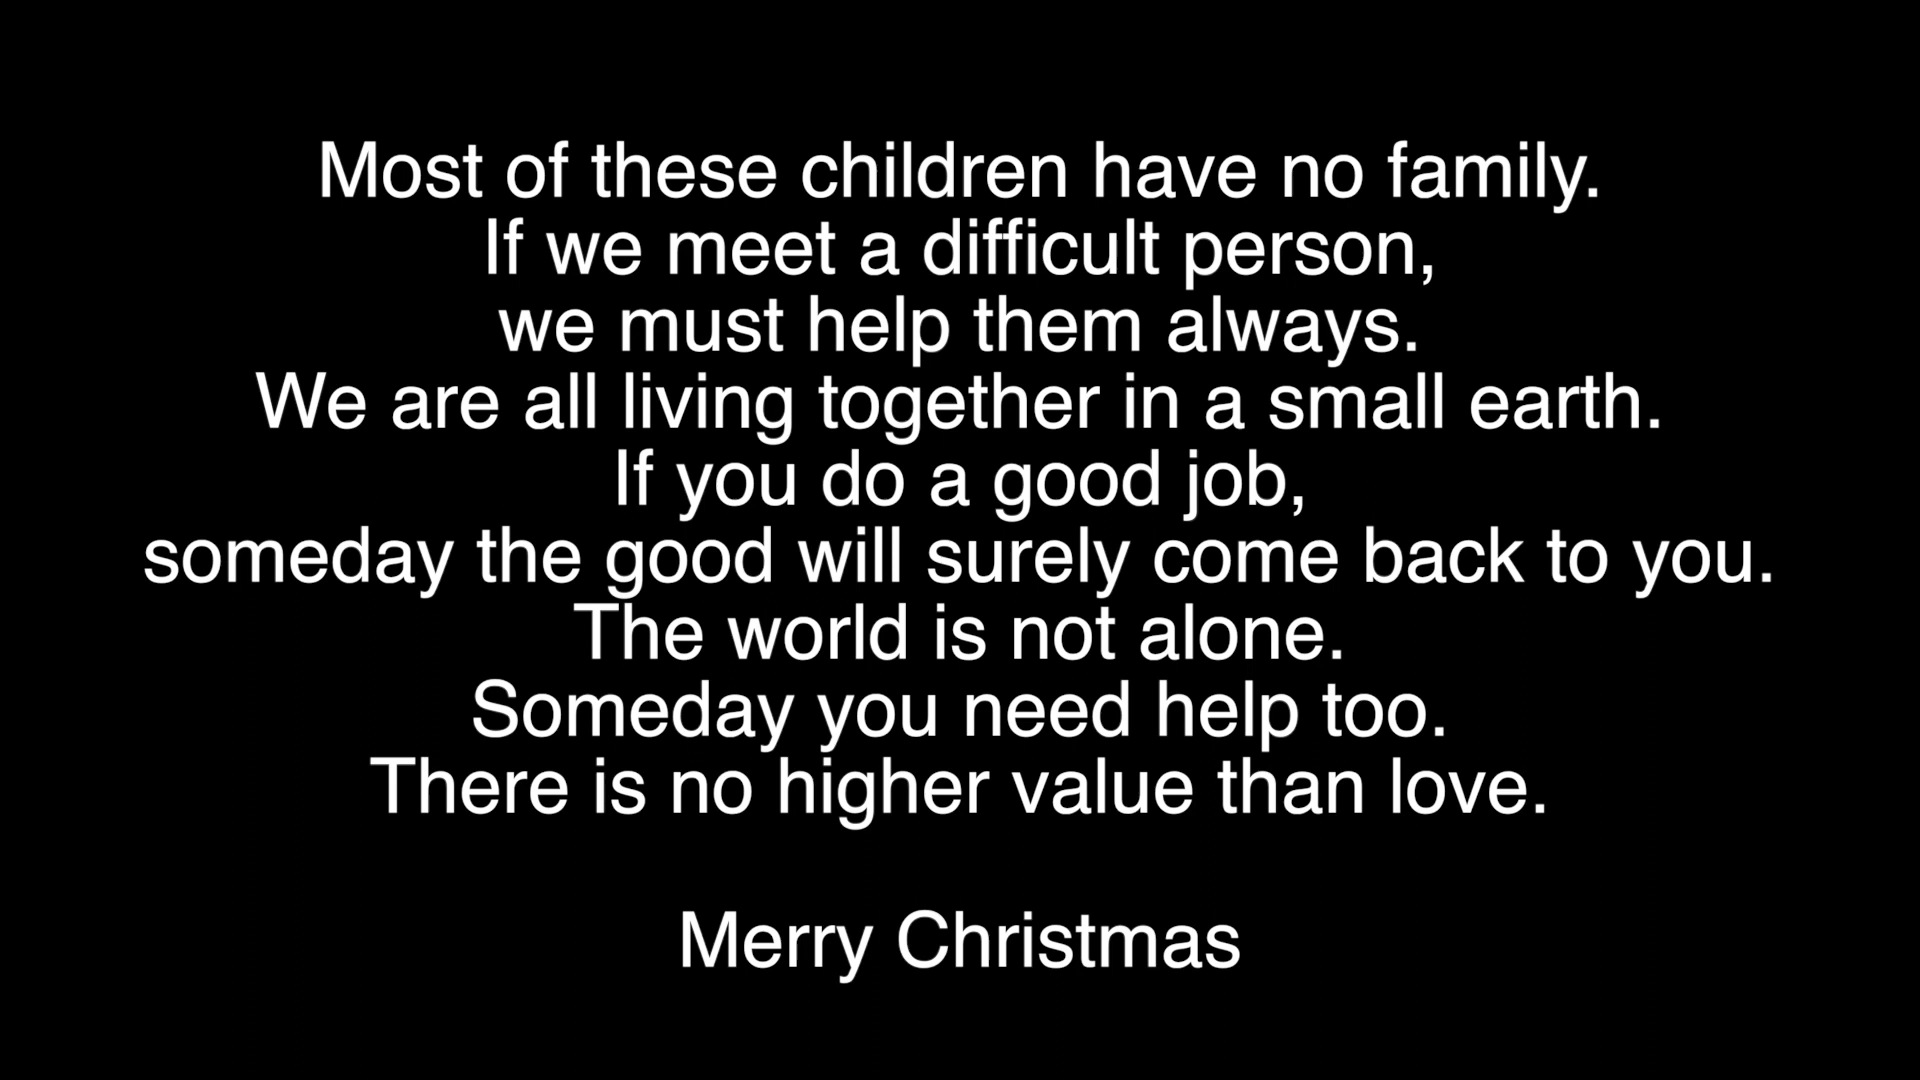 Most of these children have no family.
If we meet a difficult person,
we must help them always.
We are all living together in a small earth.
If you do a good job,
someday the good will surely come back to you.
The world is not alone.
Someday you need help too.
There is no higher value than love.
Merry Christmas